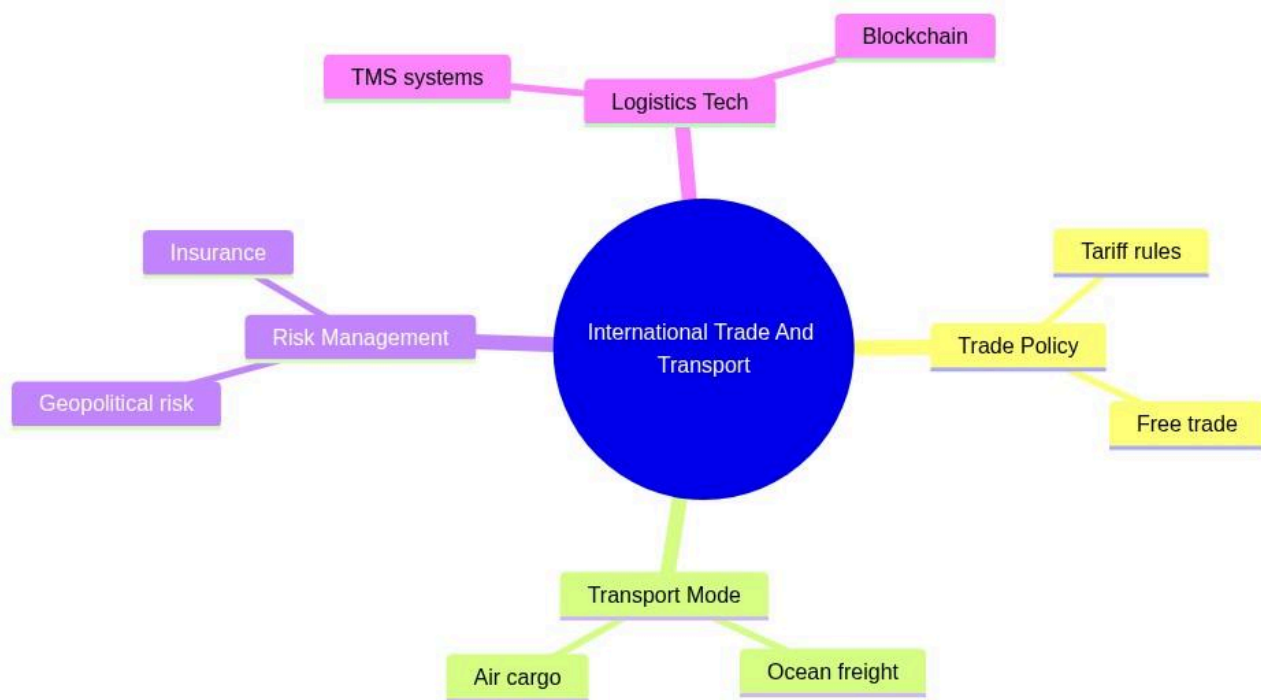 Blockchain
TMS systems
Logistics Tech
Insurance
Tariff rules
Risk Management
International Trade And
Transport
Trade Policy
Geopolitical risk
Free trade
Transport Mode
Air cargo
Ocean freight